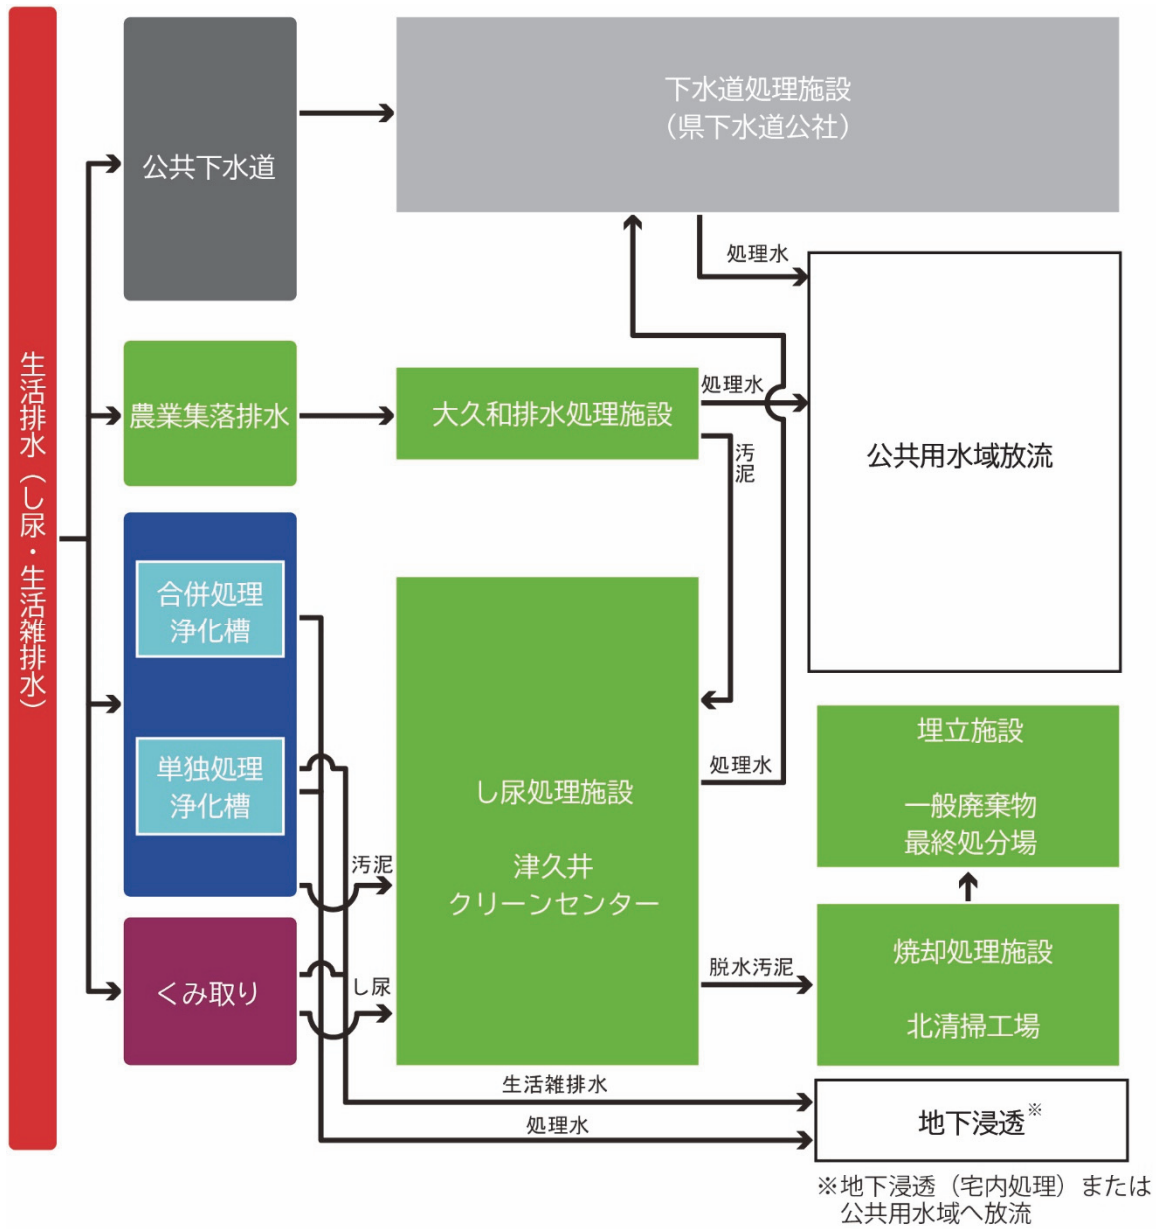 生活排水（し尿・生活雑排水）
公共下水道
下水道処理施設
（県下水道公社）
処理水
農業集落排水
大久和排水処理施設
処理水
汚泥
公共用水域放流
合併処理
浄化槽
単独処理
浄化槽
汚泥
し尿処理施設
津久井
クリーンセンター
処理水
埋立施設
一般廃棄物
最終処分場
くみ取り
し尿
脱水汚泥
焼却処理施設
北清掃工場
生活雑排水
処理水
地下浸透※
※地下浸透（宅内処理）または
公共用水域へ放流